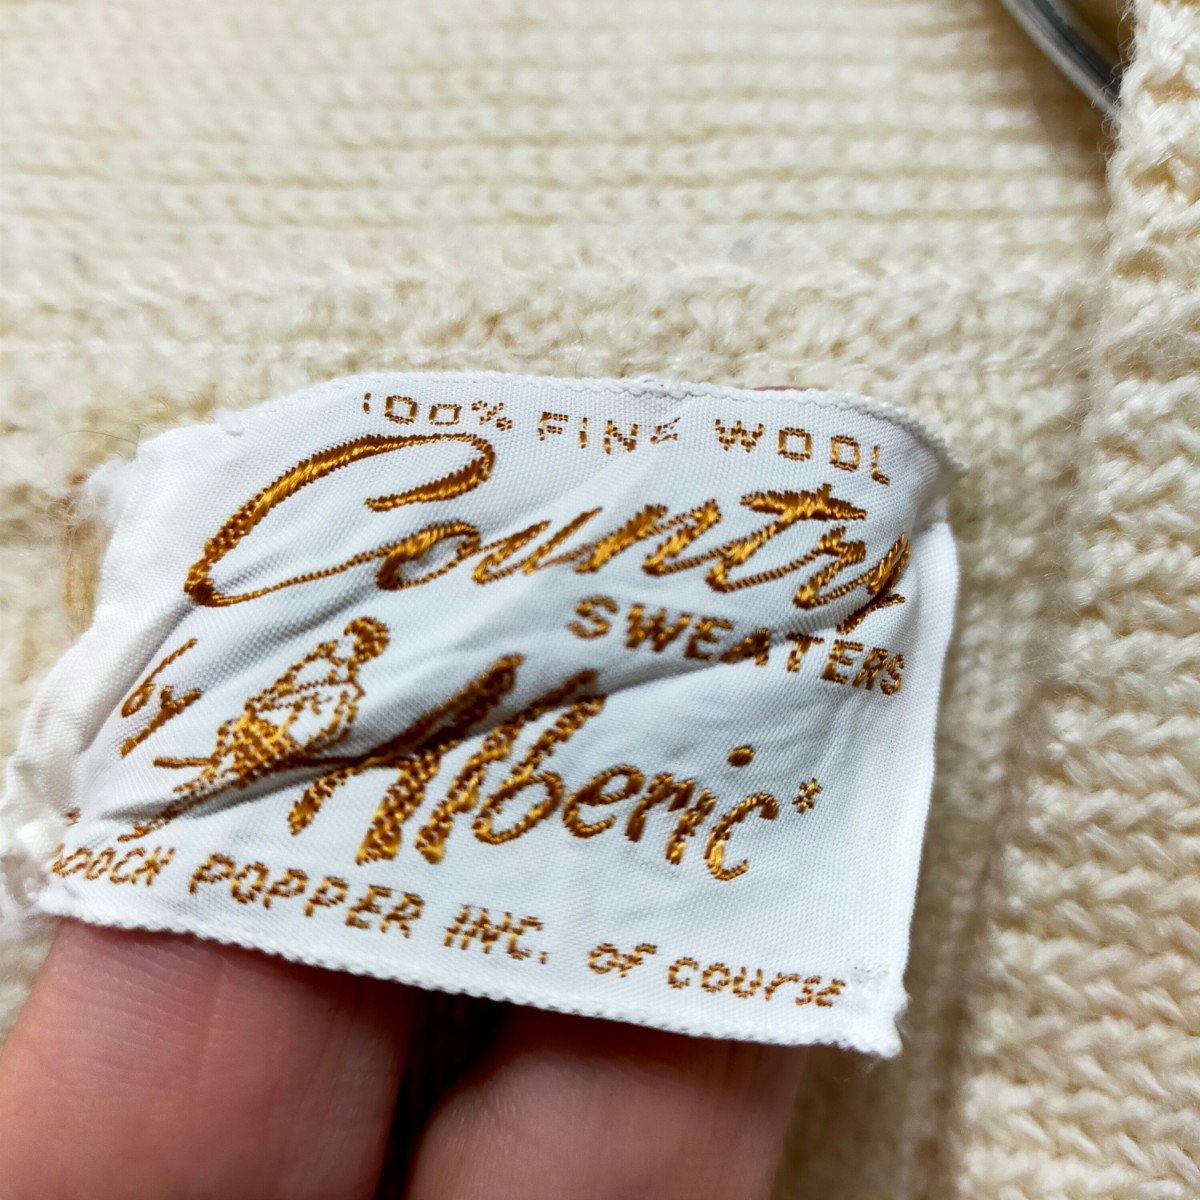 100% FINE WOOL
Country
SWEATERS
by Alberic*
POPPER INC. of course